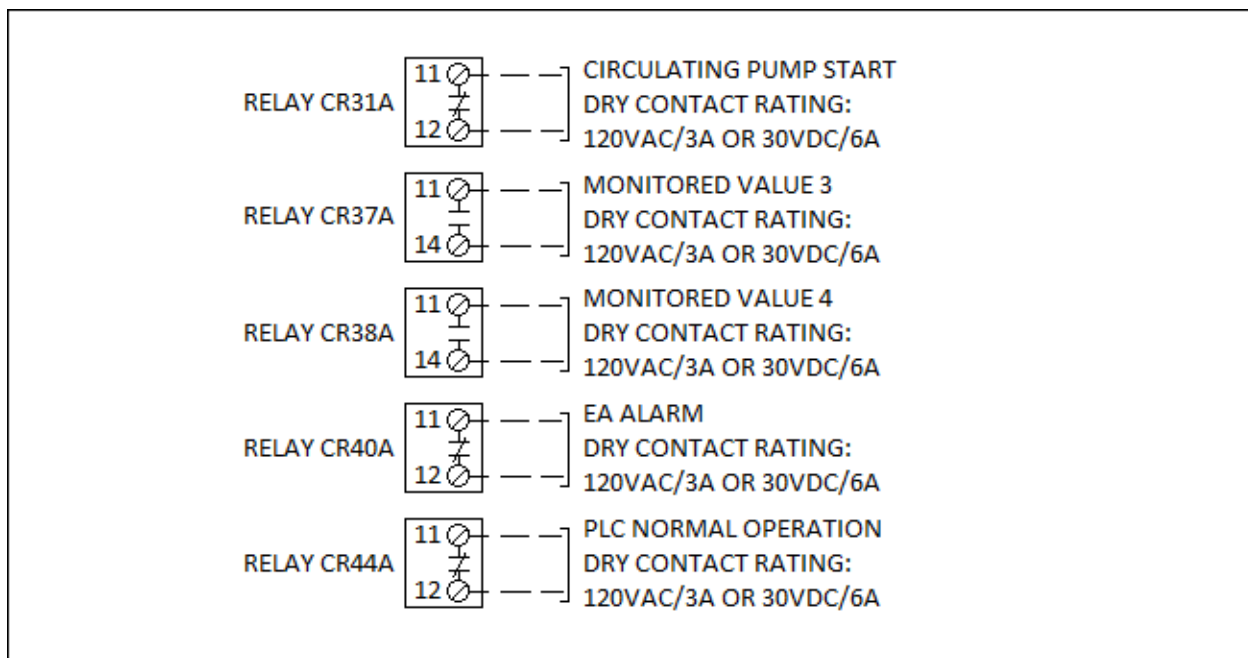 11 CIRCULATING PUMP START
RELAY CR31A DRY CONTACT RATING:
12 120VAC/3A OR 30VDC/6A
11 MONITORED VALUE 3
RELAY CR37A DRY CONTACT RATING:
14 120VAC/3A OR 30VDC/6A
11 MONITORED VALUE 4
RELAY CR38A DRY CONTACT RATING:
14 120VAC/3A OR 30VDC/6A
11 EA ALARM
RELAY CR40A DRY CONTACT RATING:
12 120VAC/3A OR 30VDC/6A
11 PLC NORMAL OPERATION
RELAY CR44A DRY CONTACT RATING:
12 120VAC/3A OR 30VDC/6A